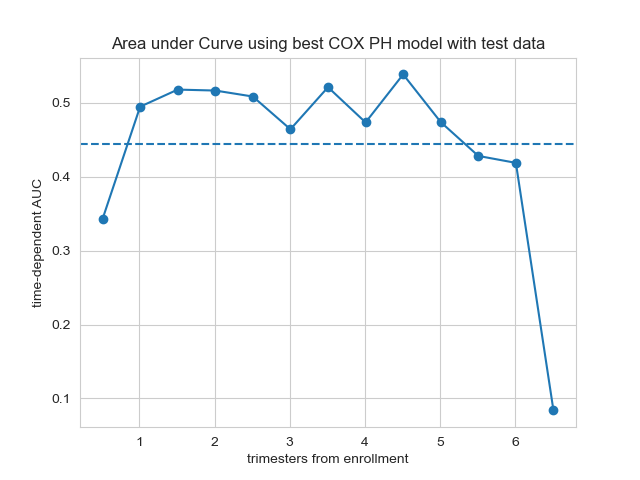 Area under Curve using best COX PH model with test data
time-dependent AUC
0.5
0.4
0.3
0.2
0.1
1 2 3 4 5 6
trimesters from enrollment